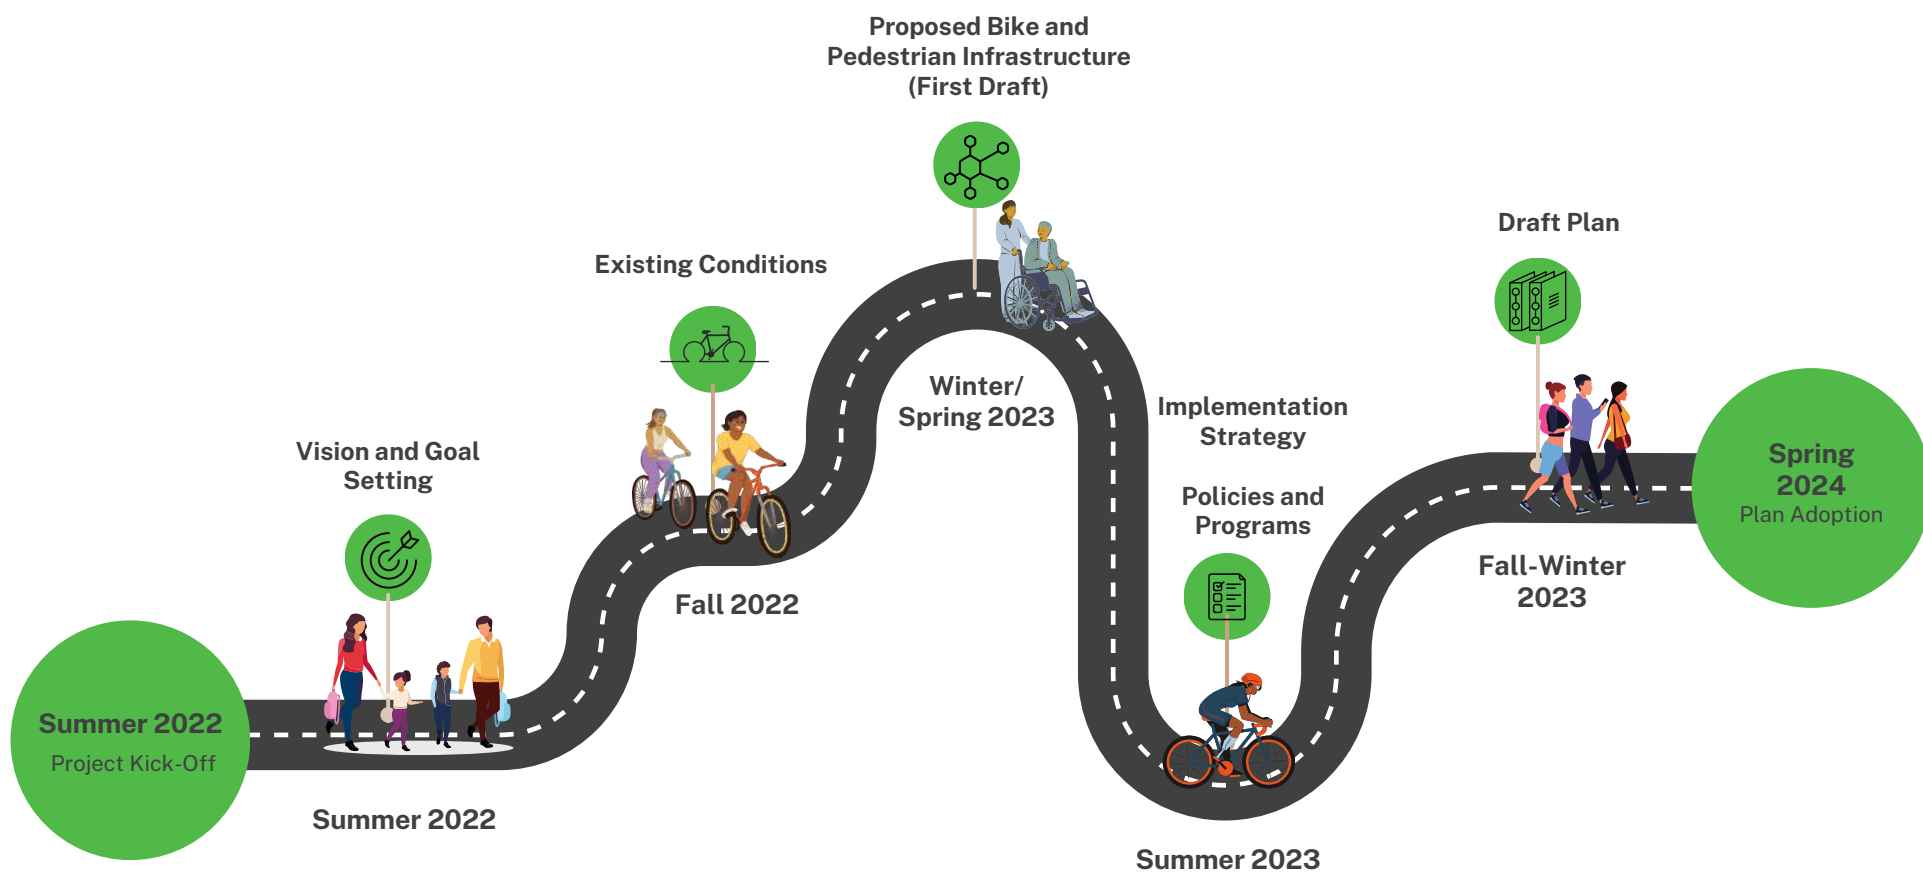 Summer 2022
Project Kick-Off
Vision and Goal
Setting
Summer 2022
Existing Conditions
Fall 2022
Proposed Bike and
Pedestrian Infrastructure
(First Draft)
Winter/
Spring 2023
Implementation
Strategy
Policies and
Programs
Summer 2023
Draft Plan
Fall-Winter
2023
Spring
2024
Plan Adoption